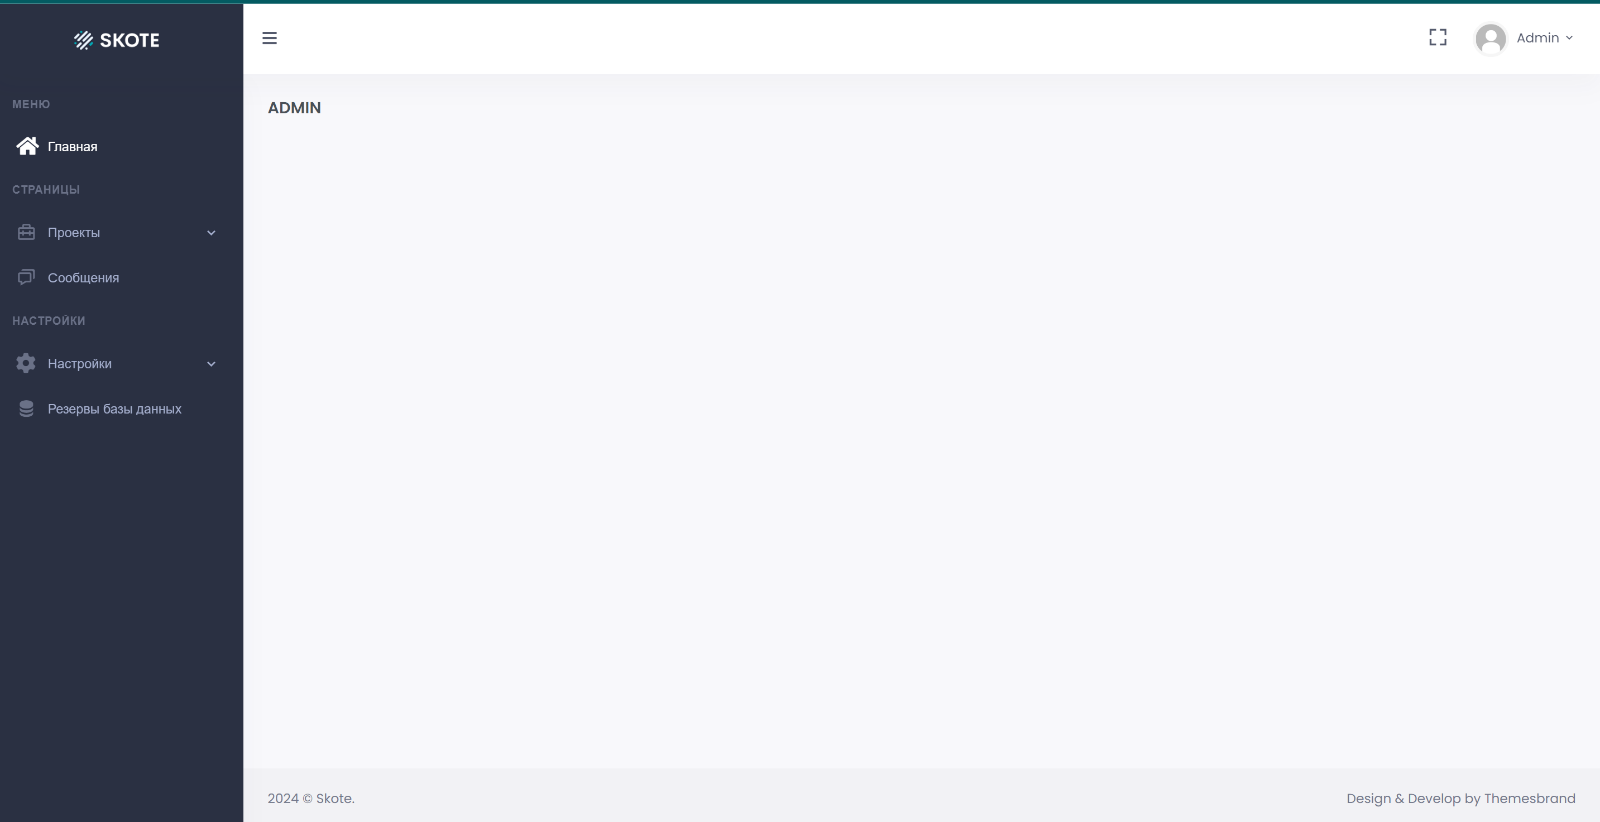 SKOTE
Admin
МЕНЮ
Главная
СТРАНИЦЫ
Проекты
Сообщения
НАСТРОЙКИ
Настройки
Резервы базы данных
ADMIN
2024 © Skote.
Design & Develop by Themesbrand